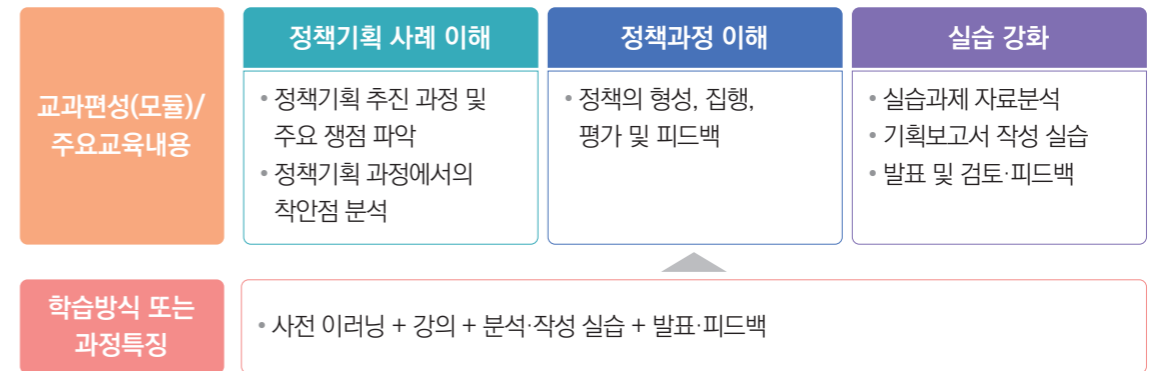 교과편성(모듈)/
주요교육내용
정책기획 사례 이해
• 정책기획 추진 과정 및
주요 쟁점 파악
• 정책기획 과정에서의
착안점 분석
정책과정 이해
• 정책의 형성, 집행,
평가 및 피드백
실습 강화
• 실습과제 자료분석
• 기획보고서 작성 실습
• 발표 및 검토·피드백
학습방식 또는
과정특징
• 사전 이러닝 + 강의 + 분석·작성 실습 + 발표·피드백